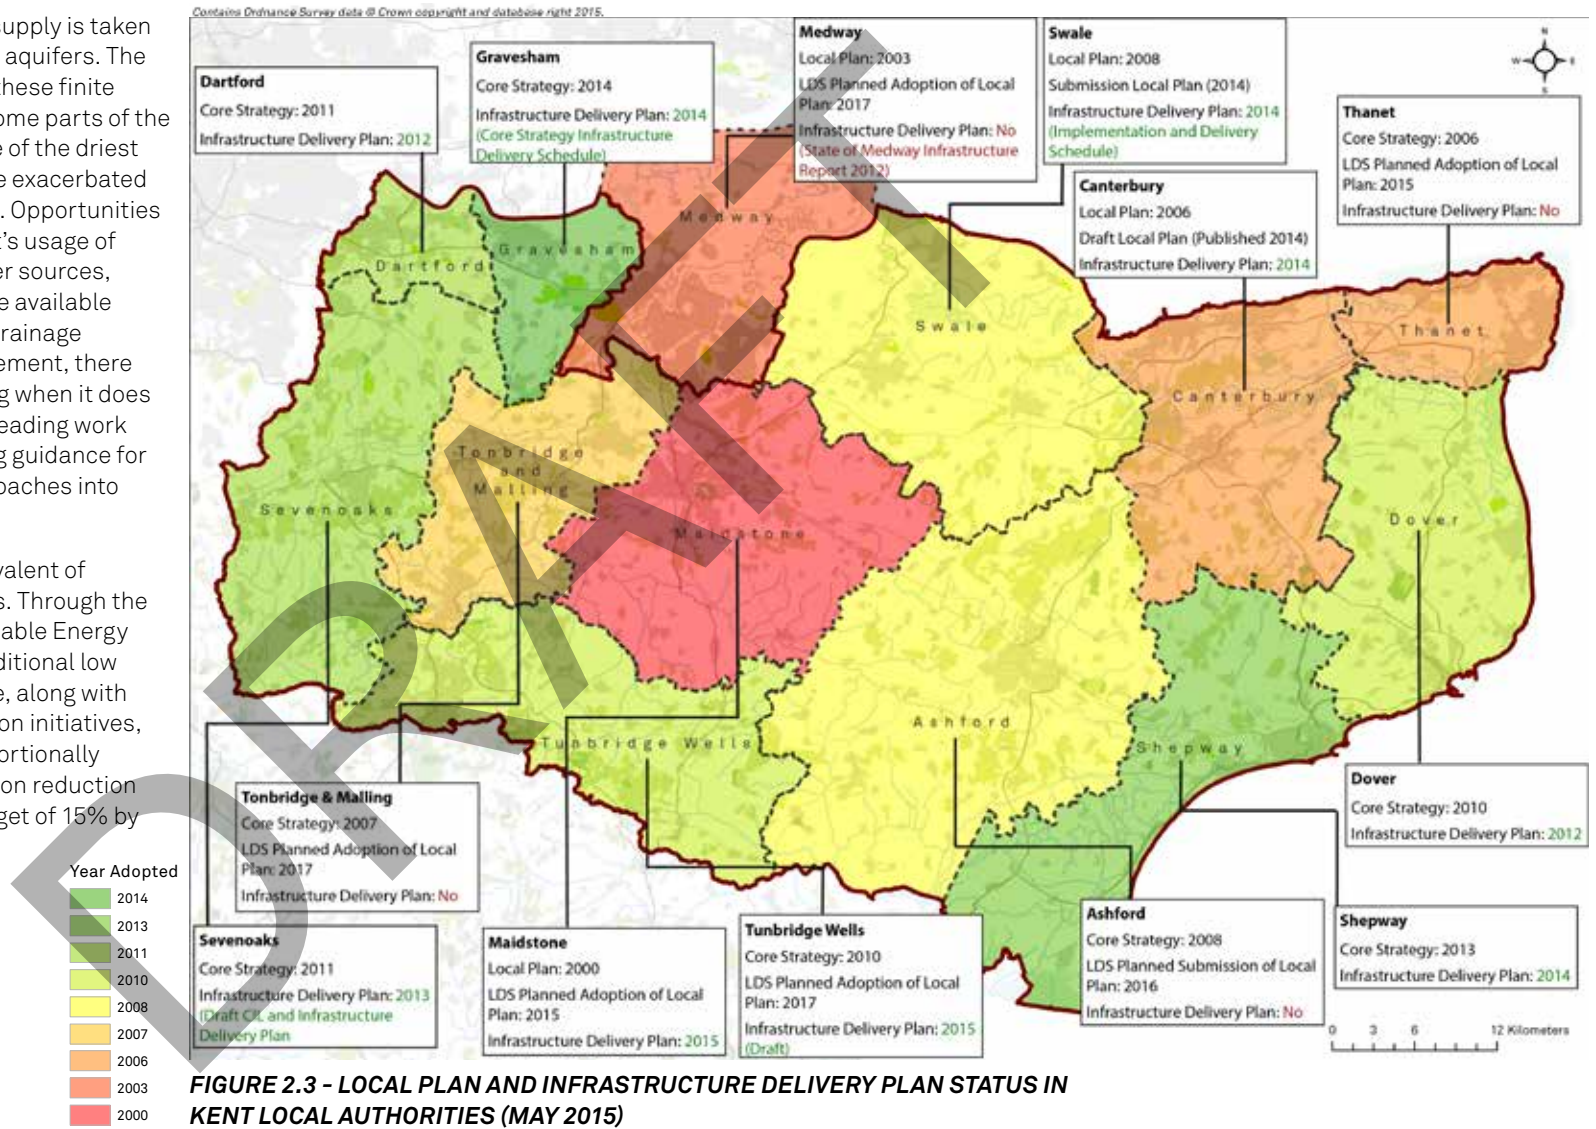 Contains Ordnance Survey data @ Crown copyright and database right 2015.
supply is taken
aquifers. The
these finite
ome parts of the
e of the driest
e exacerbated
. Opportunities
t’s usage of
er sources,
e available
rainage
ement, there
g when it does
eading work
g guidance for
oaches into
valent of
s. Through the
able Energy
ditional low
e, along with
on initiatives,
ortionally
on reduction
get of 15% by
Dartford
Core Strategy: 2011
Infrastructure Delivery Plan: 2012
Gravesham
Core Strategy: 2014
Infrastructure Delivery Plan: 2014
(Core Strategy Infrastructure
Delivery Schedule)
Medway
Local Plan: 2003
LDS Planned Adoption of Local
Plan: 2017
Infrastructure Delivery Plan: No
(State of Medway Infrastructure
Report 2012)
Swale
Local Plan: 2008
Submission Local Plan (2014)
Infrastructure Delivery Plan: 2014
(Implementation and Delivery
Schedule)
Canterbury
Local Plan: 2006
Draft Local Plan (Published 2014)
Infrastructure Delivery Plan: 2014
Thanet
Core Strategy: 2006
LDS Planned Adoption of Local
Plan: 2015
Infrastructure Delivery Plan: No
N
W E
S
Medway
Gravesham
Dartford
Swale
Thanet
Canterbury
Tonbridge
and
Malling
Sevenoaks
Maidstone
Dover
Ashford
Tunbridge Wells
Shepway
DRAFT
Tonbridge & Malling
Core Strategy: 2007
LDS Planned Adoption of Local
Plan: 2017
Infrastructure Delivery Plan: No
Dover
Core Strategy: 2010
Infrastructure Delivery Plan: 2012
Sevenoaks
Core Strategy: 2011
Infrastructure Delivery Plan: 2013
(Draft CIL and Infrastructure
Delivery Plan
Maidstone
Local Plan: 2000
LDS Planned Adoption of Local
Plan: 2015
Infrastructure Delivery Plan: 2015
Tunbridge Wells
Core Strategy: 2010
LDS Planned Adoption of Local
Plan: 2017
Infrastructure Delivery Plan: 2015
(Draft)
Ashford
Core Strategy: 2008
LDS Planned Submission of Local
Plan: 2016
Infrastructure Delivery Plan: No
Shepway
Core Strategy: 2013
Infrastructure Delivery Plan: 2014
0 3 6 12 Kilometers
Year Adopted
2014
2013
2011
2010
2008
2007
2006
2003
2000
FIGURE 2.3 - LOCAL PLAN AND INFRASTRUCTURE DELIVERY PLAN STATUS IN
KENT LOCAL AUTHORITIES (MAY 2015)